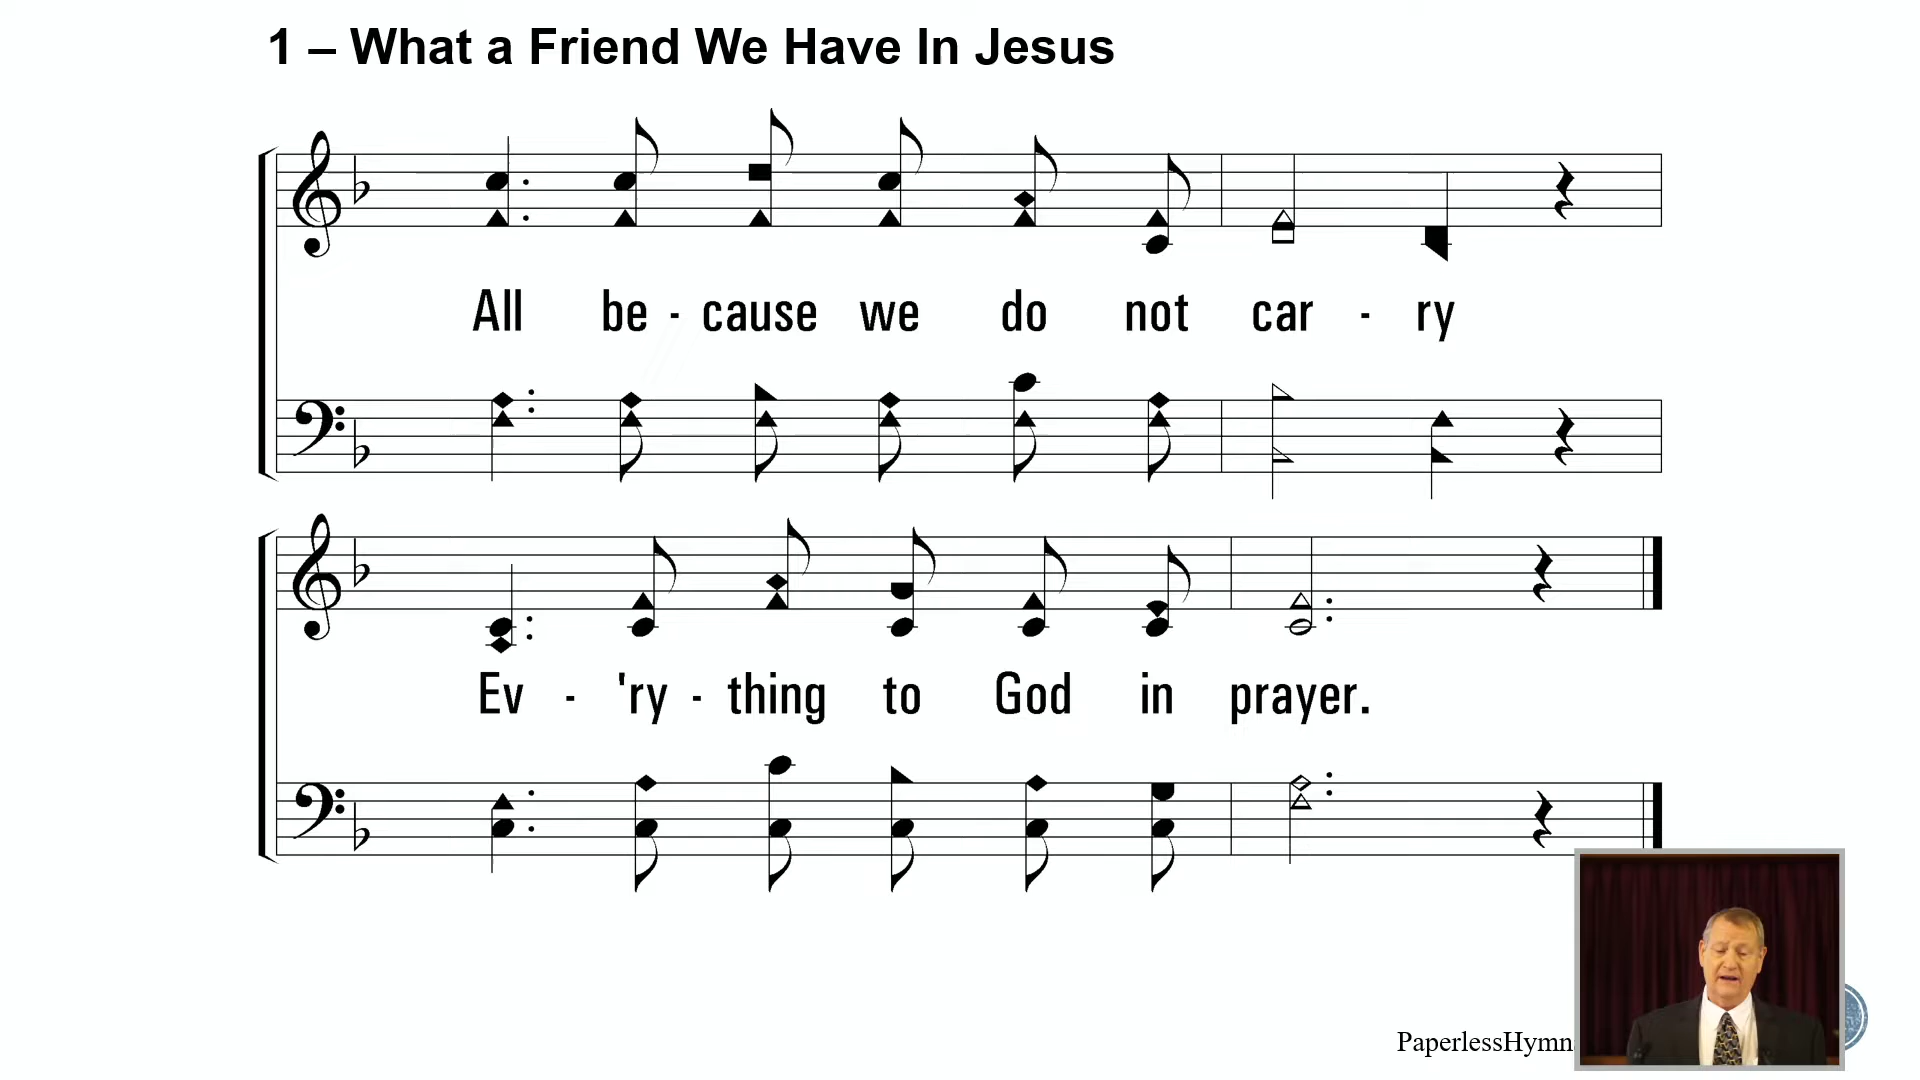 1 – What a Friend We Have In Jesus
All be - cause we do not car - ry
Ev - 'ry - thing to God in prayer.
PaperlessHymn